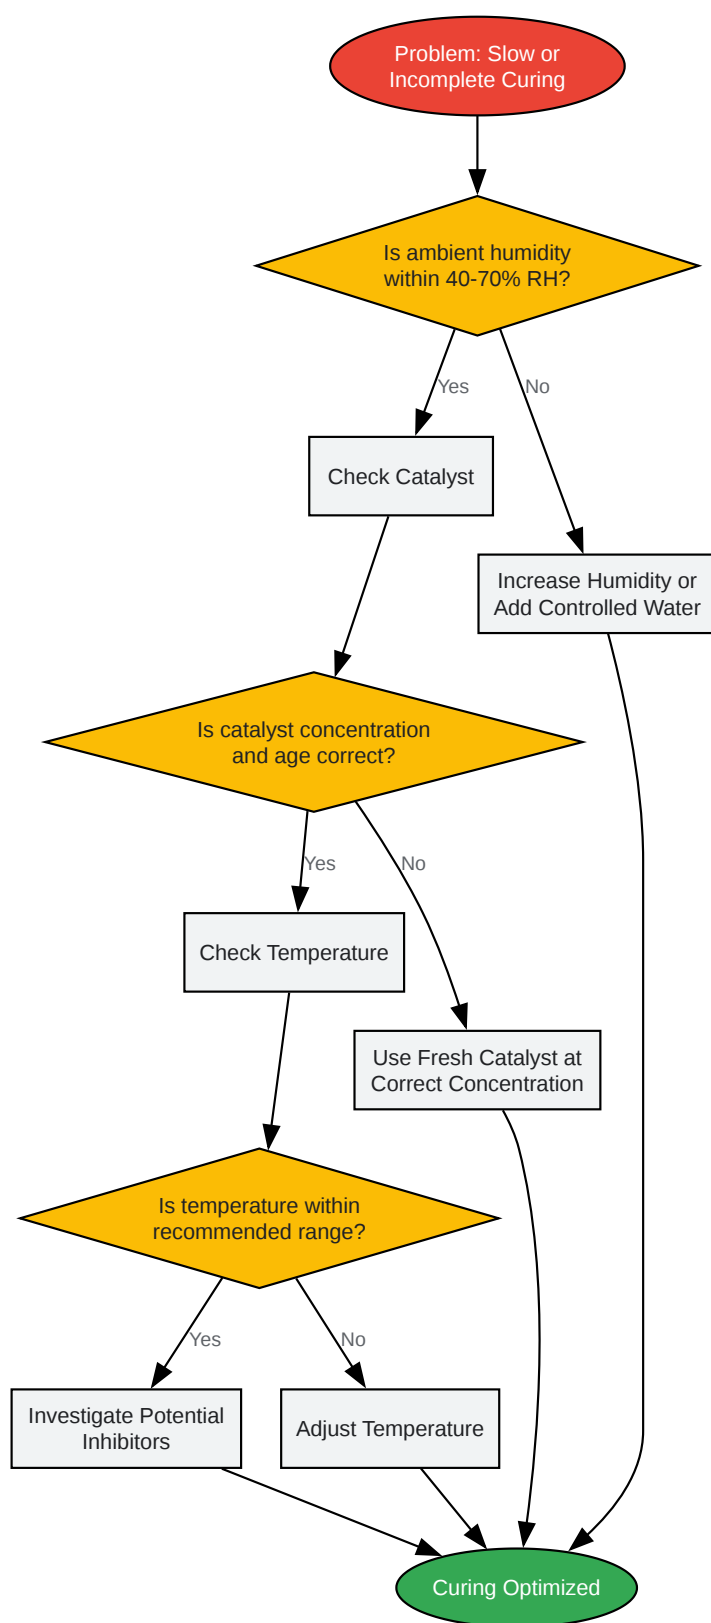 Problem: Slow or
Incomplete Curing
Is ambient humidity
within 40-70% RH?
Yes
No
Check Catalyst
Increase Humidity or
Add Controlled Water
Is catalyst concentration
and age correct?
Yes
No
Check Temperature
Use Fresh Catalyst at
Correct Concentration
Is temperature within
recommended range?
Yes
No
Investigate Potential
Inhibitors
Adjust Temperature
Curing Optimized